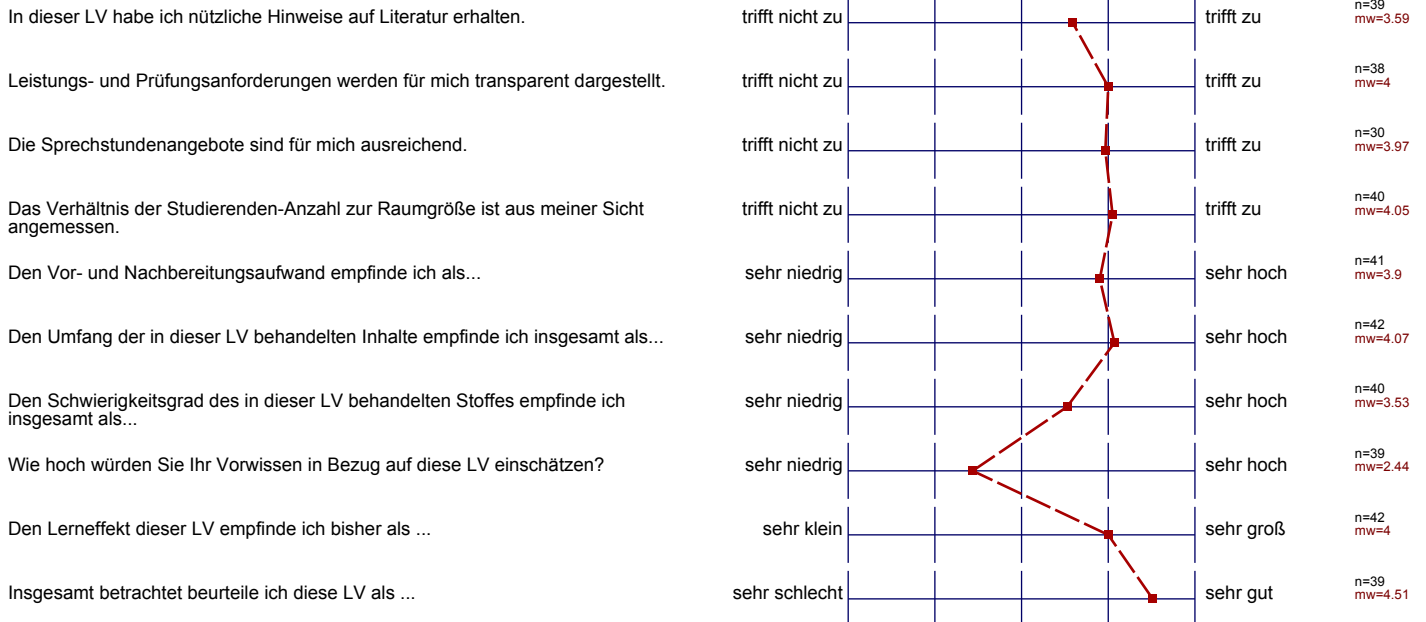 In dieser LV habe ich nützliche Hinweise auf Literatur erhalten. trifft nicht zu trifft zu n=39
mw=3.59
Leistungs- und Prüfungsanforderungen werden für mich transparent dargestellt. trifft nicht zu trifft zu n=38
mw=4
Die Sprechstundenangebote sind für mich ausreichend. trifft nicht zu trifft zu n=30
mw=3.97
Das Verhältnis der Studierenden-Anzahl zur Raumgröße ist aus meiner Sicht trifft nicht zu trifft zu n=40
angemessen. mw=4.05
Den Vor- und Nachbereitungsaufwand empfinde ich als... sehr niedrig sehr hoch n=41
mw=3.9
Den Umfang der in dieser LV behandelten Inhalte empfinde ich insgesamt als... sehr niedrig sehr hoch n=42
mw=4.07
Den Schwierigkeitsgrad des in dieser LV behandelten Stoffes empfinde ich sehr niedrig sehr hoch n=40
insgesamt als... mw=3.53
Wie hoch würden Sie Ihr Vorwissen in Bezug auf diese LV einschätzen? sehr niedrig sehr hoch n=39
mw=2.44
Den Lerneffekt dieser LV empfinde ich bisher als ... sehr klein sehr groß n=42
mw=4
Insgesamt betrachtet beurteile ich diese LV als ... sehr schlecht sehr gut n=39
mw=4.51